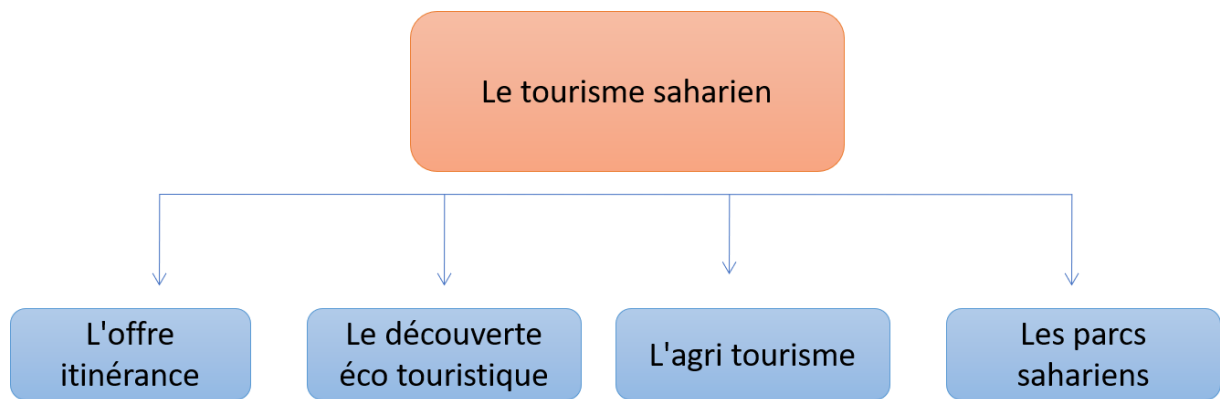 Le tourisme saharien
L'offre
itinérance
Le découverte
éco touristique
L'agri tourisme
Les parcs
sahariens